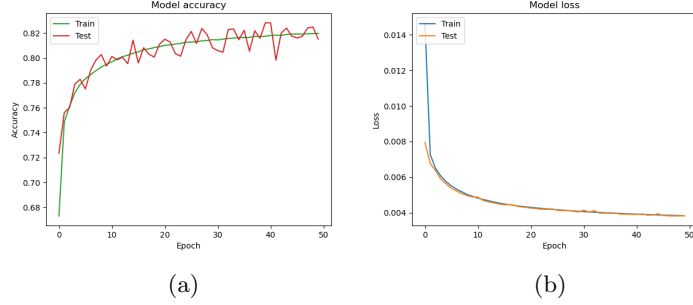 Model accuracy
Train
Test
0.82
0.80
0.78
0.76
0.74
0.72
0.70
0.68
Accuracy
0 10 20 30 40 50
Epoch
(a)
Model loss
Train
Test
0.014
0.012
0.010
0.008
0.006
0.004
Loss
0 10 20 30 40 50
Epoch
(b)